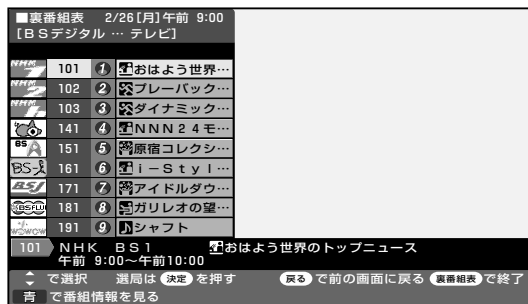 ■裏番組表 2/26[月]午前 9:00
[BSデジタル … テレビ]
101 1 おはよう世界…
102 2 プレーバック…
103 3 ダイナミック…
141 4 NNN24モ…
BS A 151 5 原宿コレクシ…
BS-i 161 6 i-Styl…
BSJ 171 7 アイドルダウ…
BSFUJI 181 8 ガリレオの望…
WOWOW 191 9 シャフト
101 NHK BS1 おはよう世界のトップニュース
午前 9:00~午前10:00
で選択 選局は 決定 を押す 戻る で前の画面に戻る 裏番組表 で終了
青 で番組情報を見る